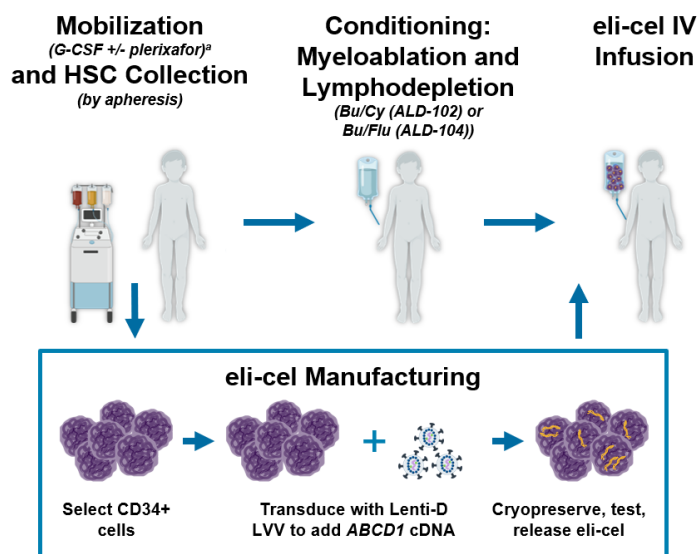 Mobilization
(G-CSF +/- plerixafor)ᵃ
and HSC Collection
(by apheresis)
Conditioning:
Myeloablation and
Lymphodepletion
(Bu/Cy (ALD-102) or
Bu/Flu (ALD-104))
eli-cel IV
Infusion
eli-cel Manufacturing
Select CD34+
cells
+
Transduce with Lenti-D
LVV to add ABCD1 cDNA
Cryopreserve, test,
release eli-cel